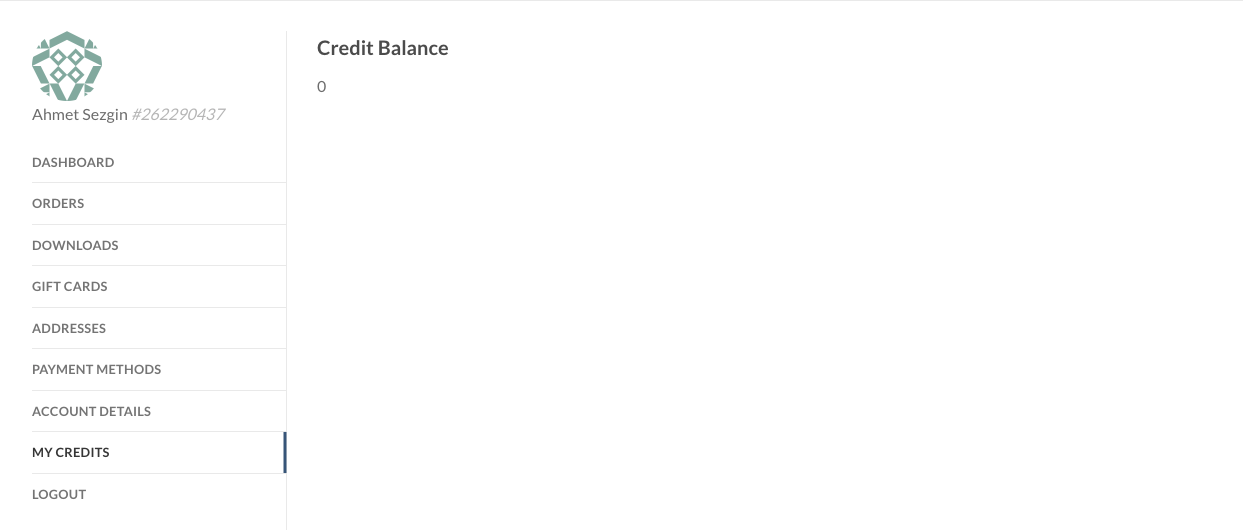 Ahmet Sezgin #262290437
DASHBOARD
ORDERS
DOWNLOADS
GIFT CARDS
ADDRESSES
PAYMENT METHODS
ACCOUNT DETAILS
MY CREDITS
LOGOUT
Credit Balance
0